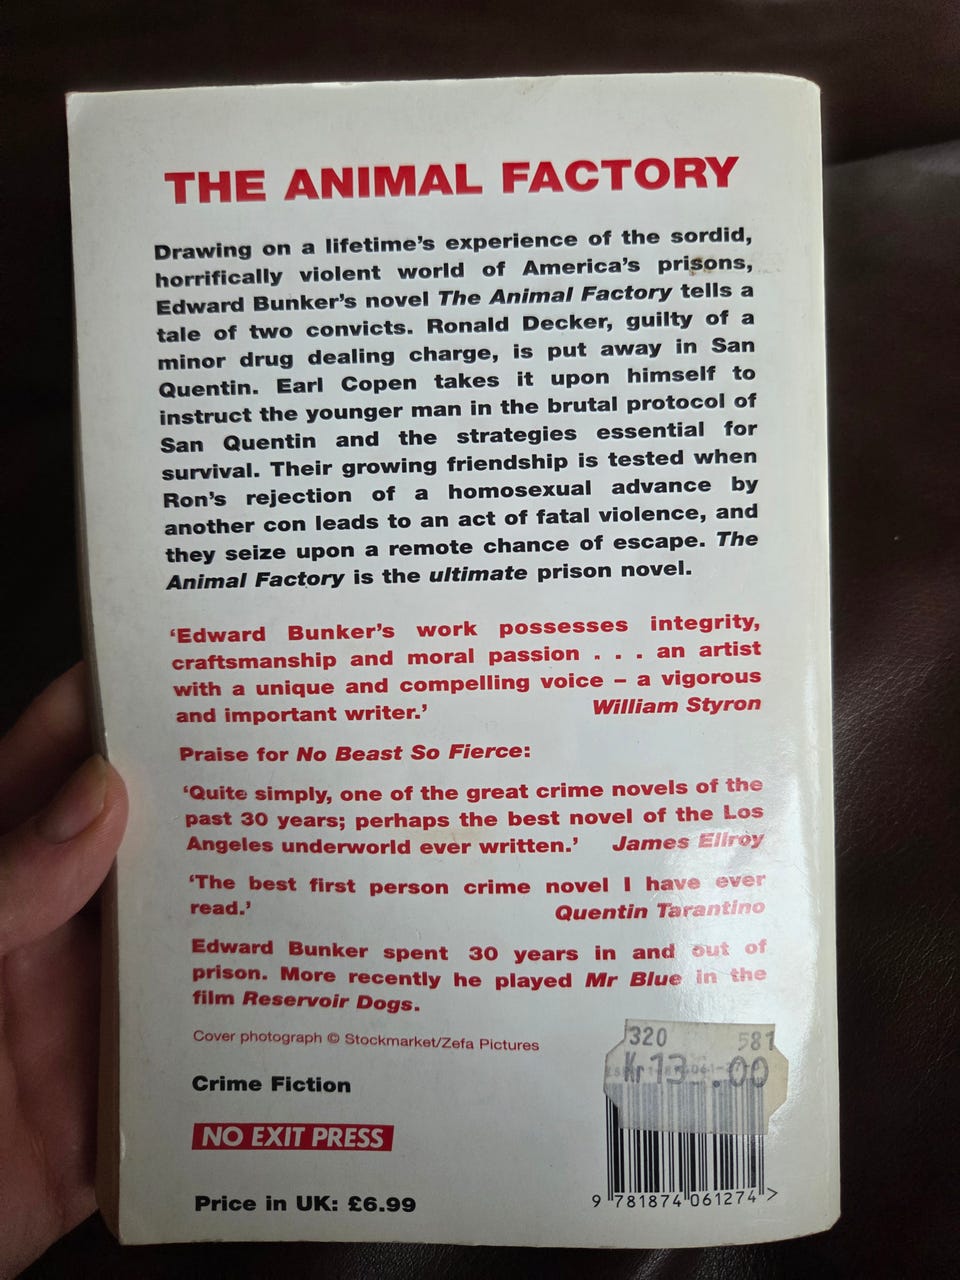 THE ANIMAL FACTORY
Drawing on a lifetime's experience of the sordid,
horrifically violent world of America's prisons,
Edward Bunker's novel The Animal Factory tells a
tale of two convicts. Ronald Decker, guilty of a
minor drug dealing charge, is put away in San
Quentin. Earl Copen takes it upon himself to
instruct the younger man in the brutal protocol of
San Quentin and the strategies essential for
survival. Their growing friendship is tested when
Ron's rejection of a homosexual advance by
another con leads to an act of fatal violence, and
they seize upon a remote chance of escape. The
Animal Factory is the ultimate prison novel.
'Edward Bunker's work possesses integrity,
craftsmanship and moral passion . . . an artist
with a unique and compelling voice – a vigorous
and important writer.' William Styron
Praise for No Beast So Fierce:
'Quite simply, one of the great crime novels of the
past 30 years; perhaps the best novel of the Los
Angeles underworld ever written.' James Ellroy
'The best first person crime novel I have ever
read.' Quentin Tarantino
Edward Bunker spent 30 years in and out of
prison. More recently he played Mr Blue in the
film Reservoir Dogs.
Cover photograph © Stockmarket/Zefa Pictures
320 581
Kr
Crime Fiction
NO EXIT PRESS
9 781874 061274 >
Price in UK: £6.99